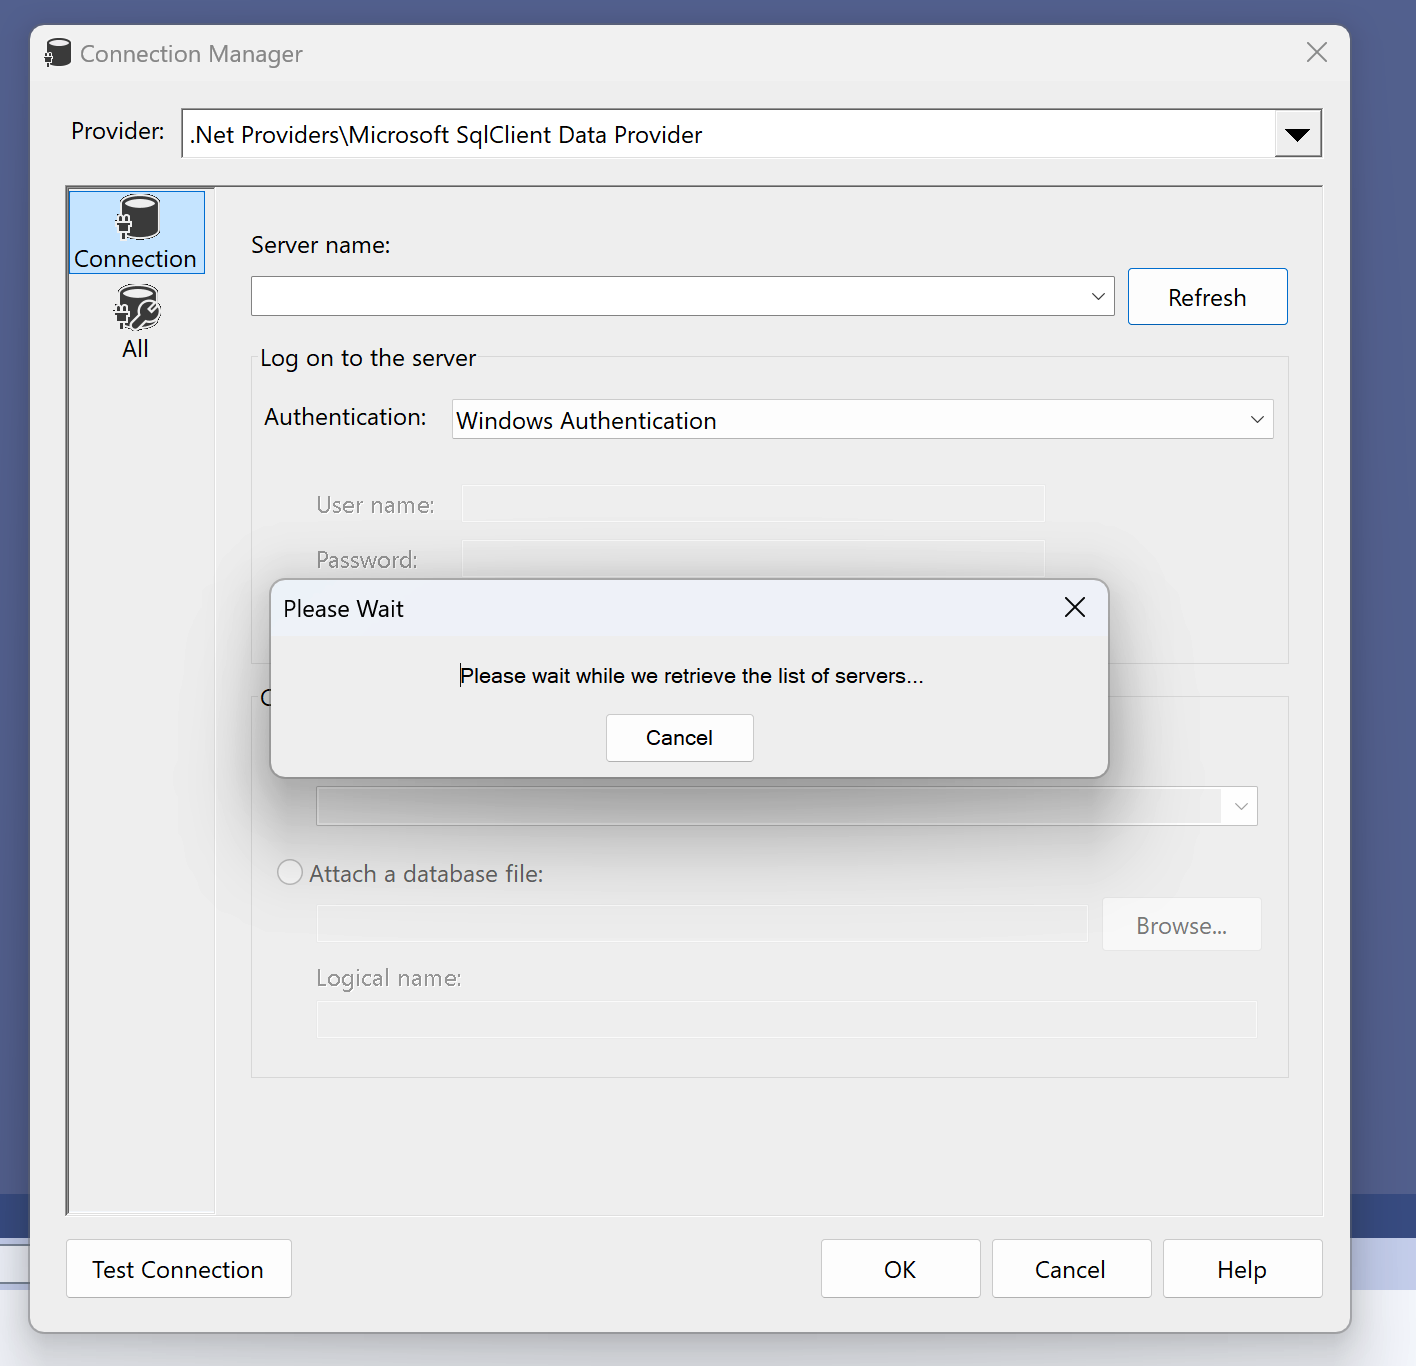 Connection Manager
Provider: .Net Providers\Microsoft SqlClient Data Provider
Connection
All
Server name:
Refresh
Log on to the server
Authentication: Windows Authentication
User name:
Password:
Please Wait
Please wait while we retrieve the list of servers...
Cancel
Attach a database file:
Browse...
Logical name:
Test Connection
OK
Cancel
Help